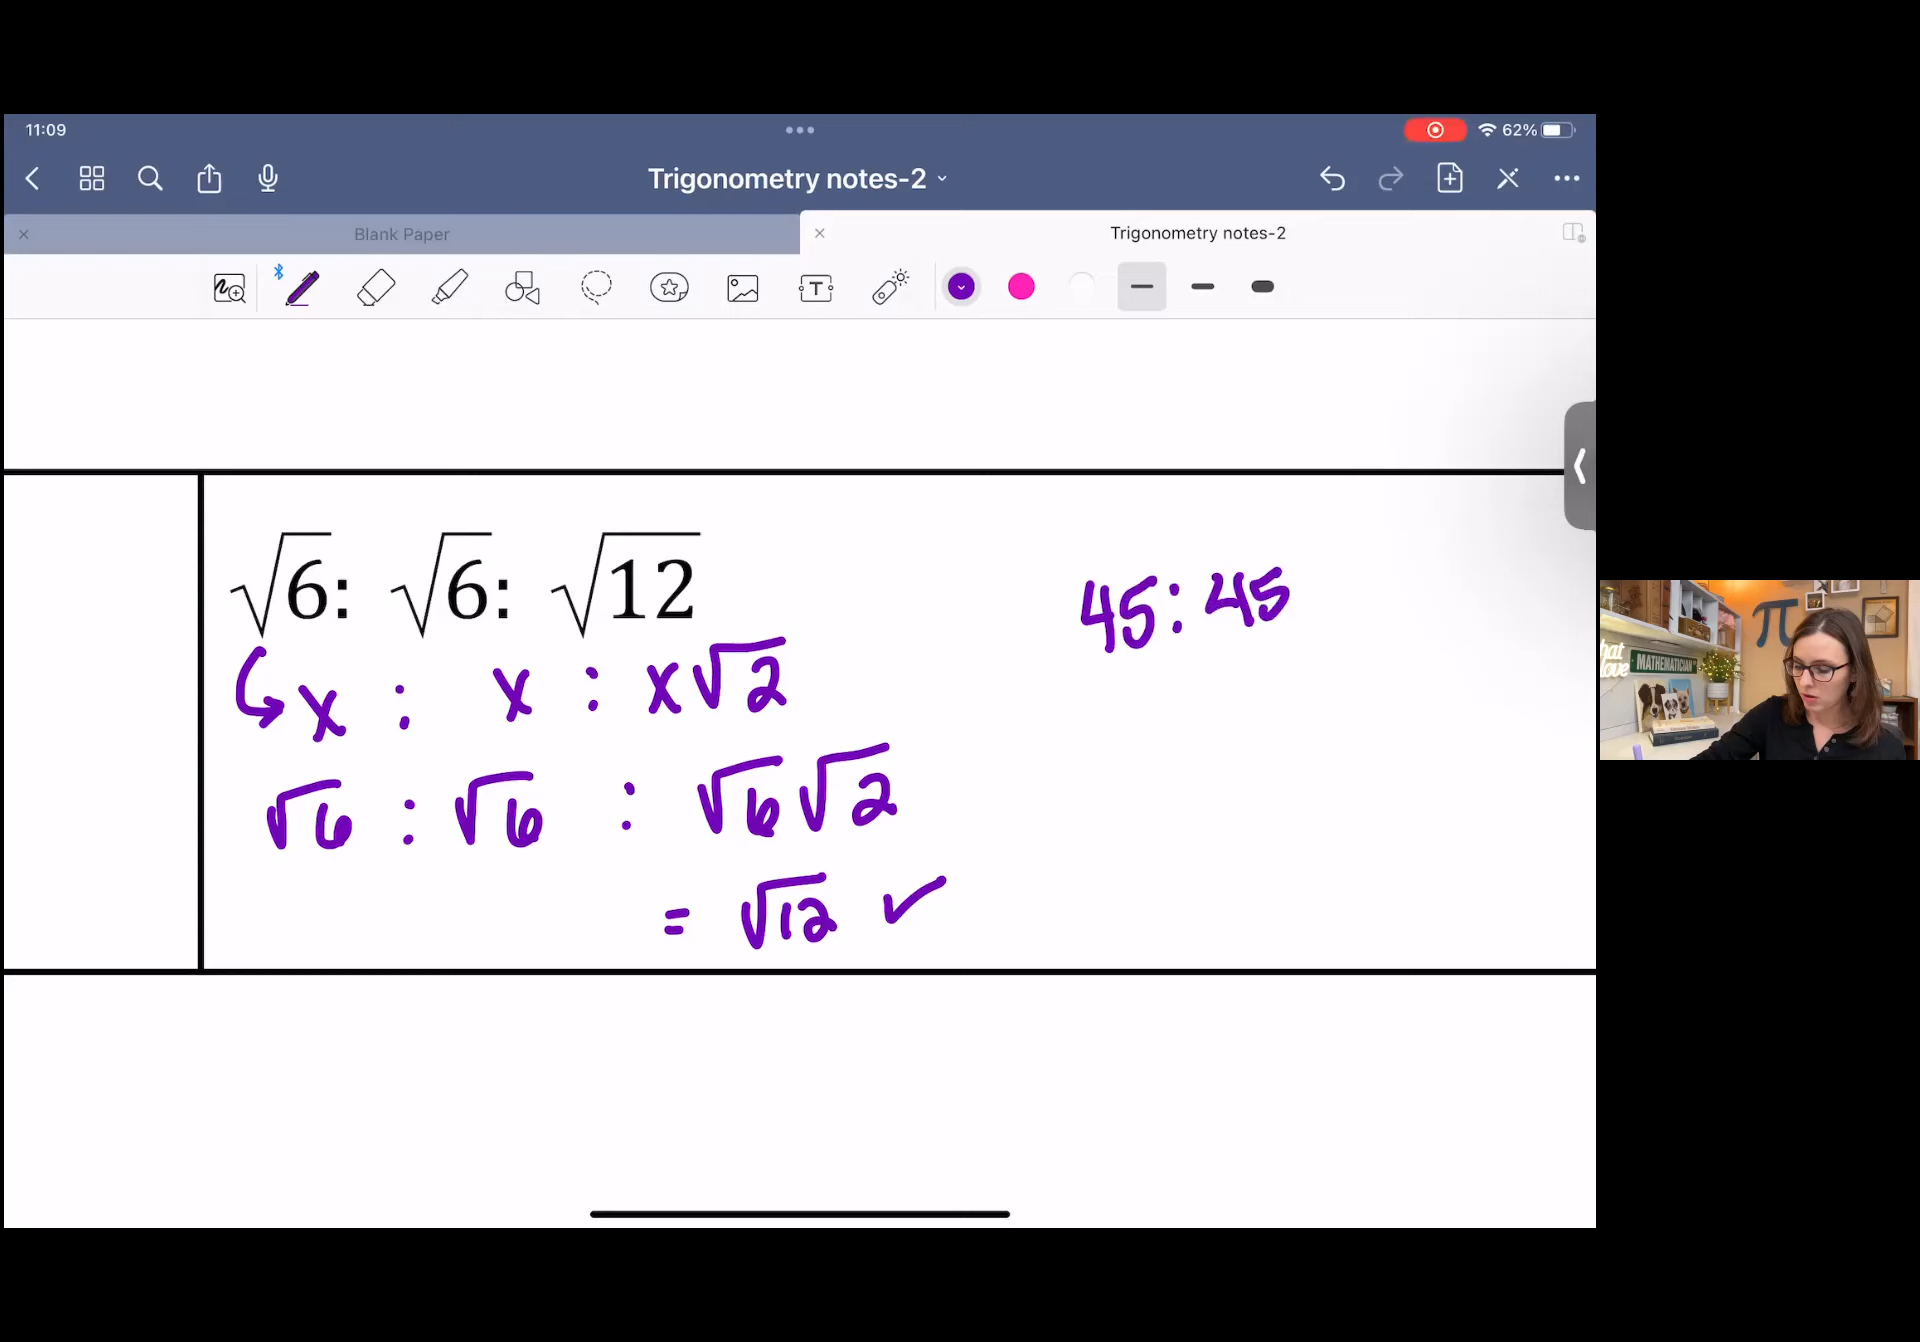 11:09
62%
Trigonometry notes-2
Blank Paper
Trigonometry notes-2
√6: √6: √12
45:45
x : x : x√2
√6 : √6 : √6√2
= √12 ✓
π
MATHEMATICIAN